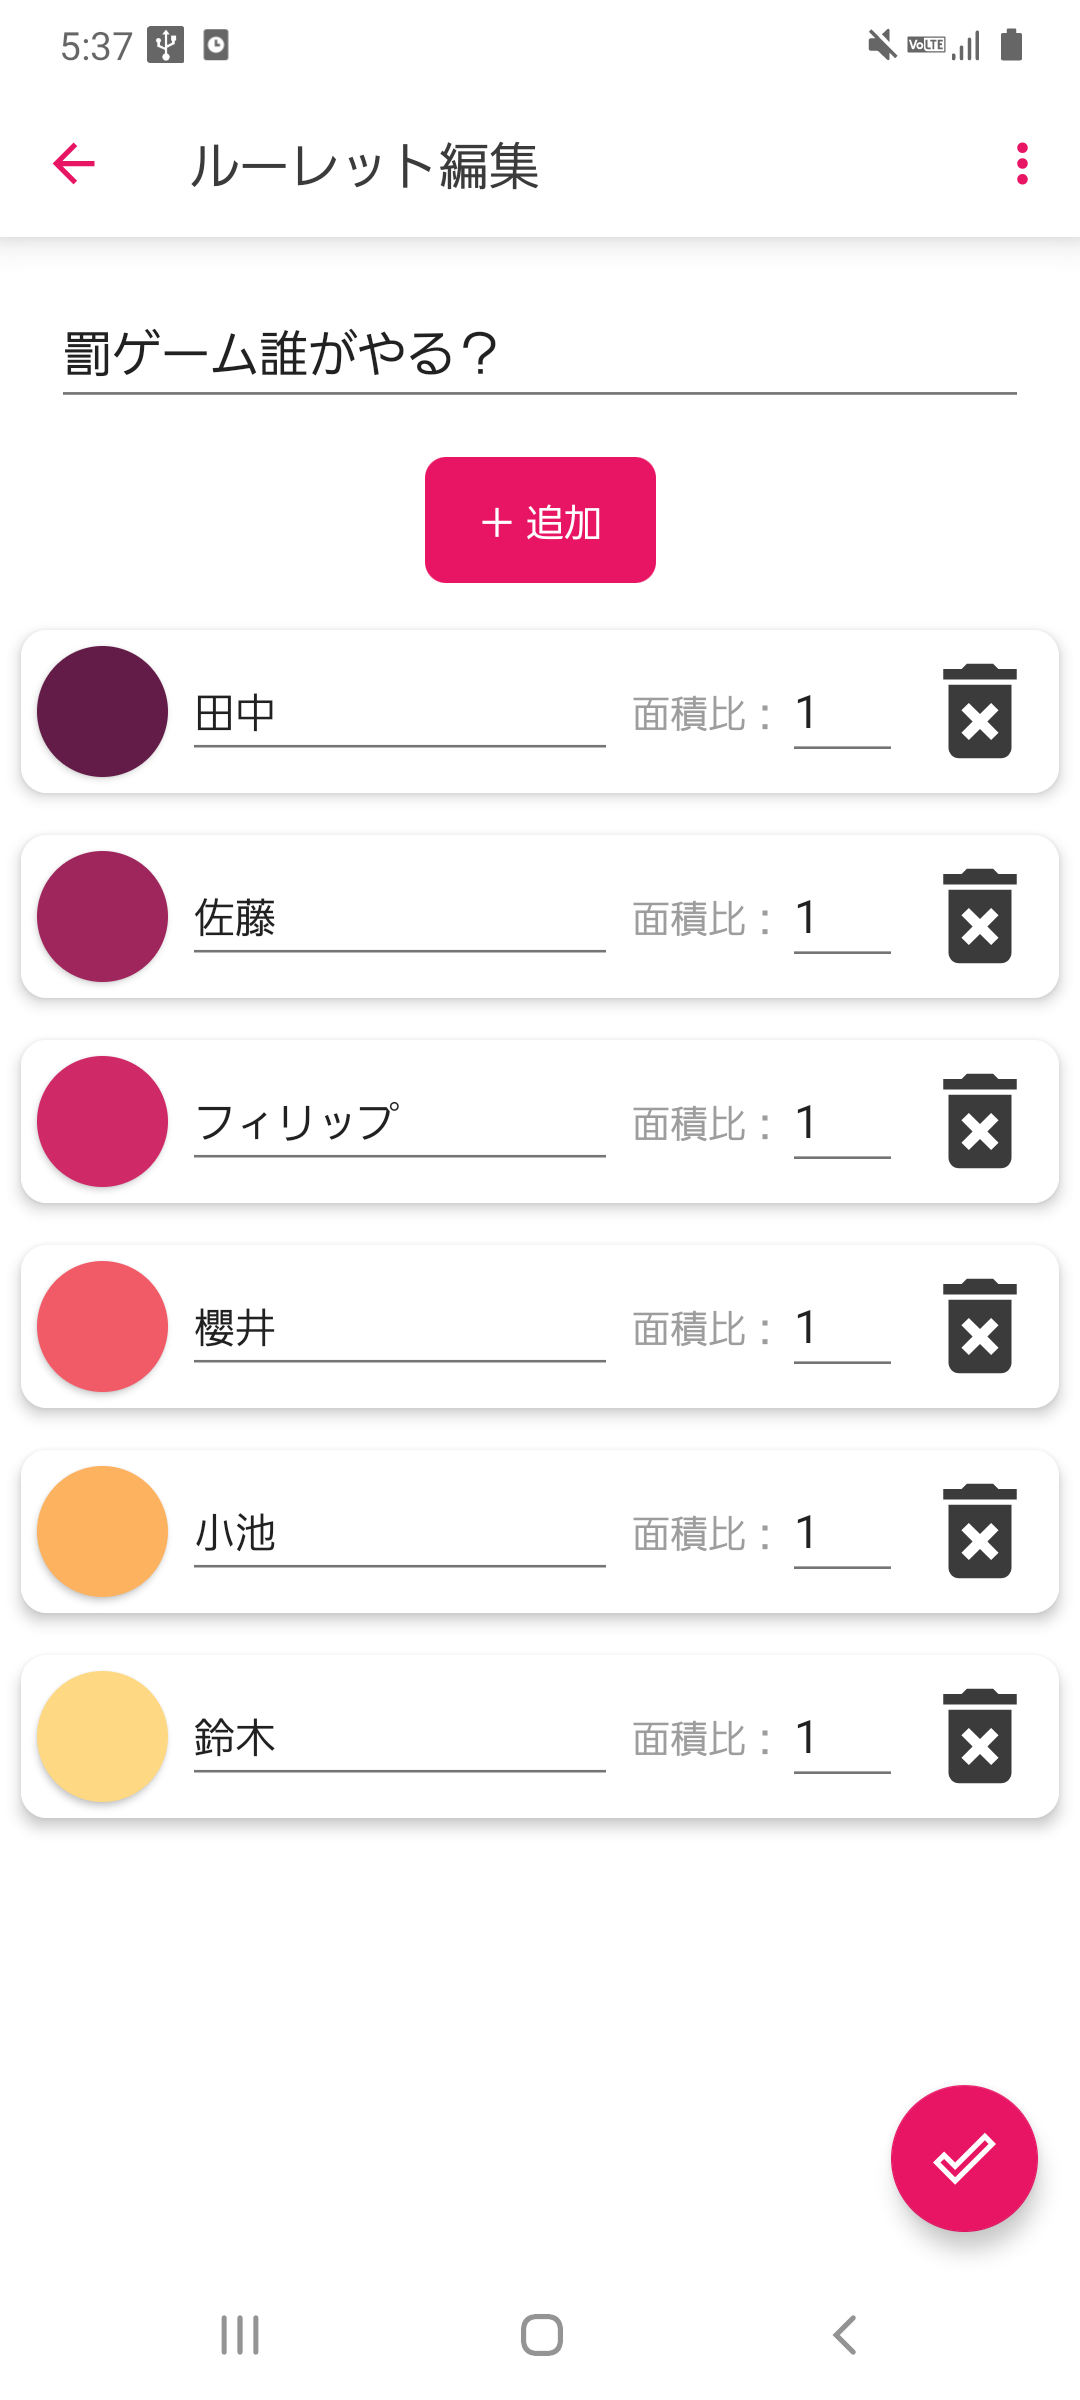 5:37 VoLTE
ルーレット編集
罰ゲーム誰がやる？
＋ 追加
田中 面積比： 1
佐藤 面積比： 1
フィリップ 面積比： 1
櫻井 面積比： 1
小池 面積比： 1
鈴木 面積比： 1